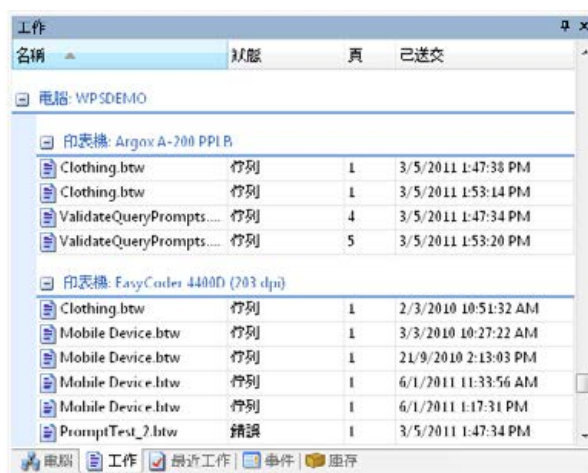 工作
名稱 狀態 頁 已送交
電腦: WPSDEMO
印表機: Argox A-200 PPLB
Clothing.btw 佇列 1 3/5/2011 1:47:38 PM
Clothing.btw 佇列 1 3/5/2011 1:53:14 PM
ValidateQueryPrompts.... 佇列 4 3/5/2011 1:47:34 PM
ValidateQueryPrompts.... 佇列 5 3/5/2011 1:53:20 PM
印表機: EasyCoder 4400D (203 dpi)
Clothing.btw 佇列 1 2/3/2010 10:51:32 AM
Mobile Device.btw 佇列 1 3/3/2010 10:27:22 AM
Mobile Device.btw 佇列 1 21/9/2010 2:13:03 PM
Mobile Device.btw 佇列 1 6/1/2011 11:33:56 AM
Mobile Device.btw 佇列 1 6/1/2011 1:17:31 PM
PromptTest_2.btw 錯誤 1 3/5/2011 1:47:34 PM
電腦 工作 最近工作 事件 庫存